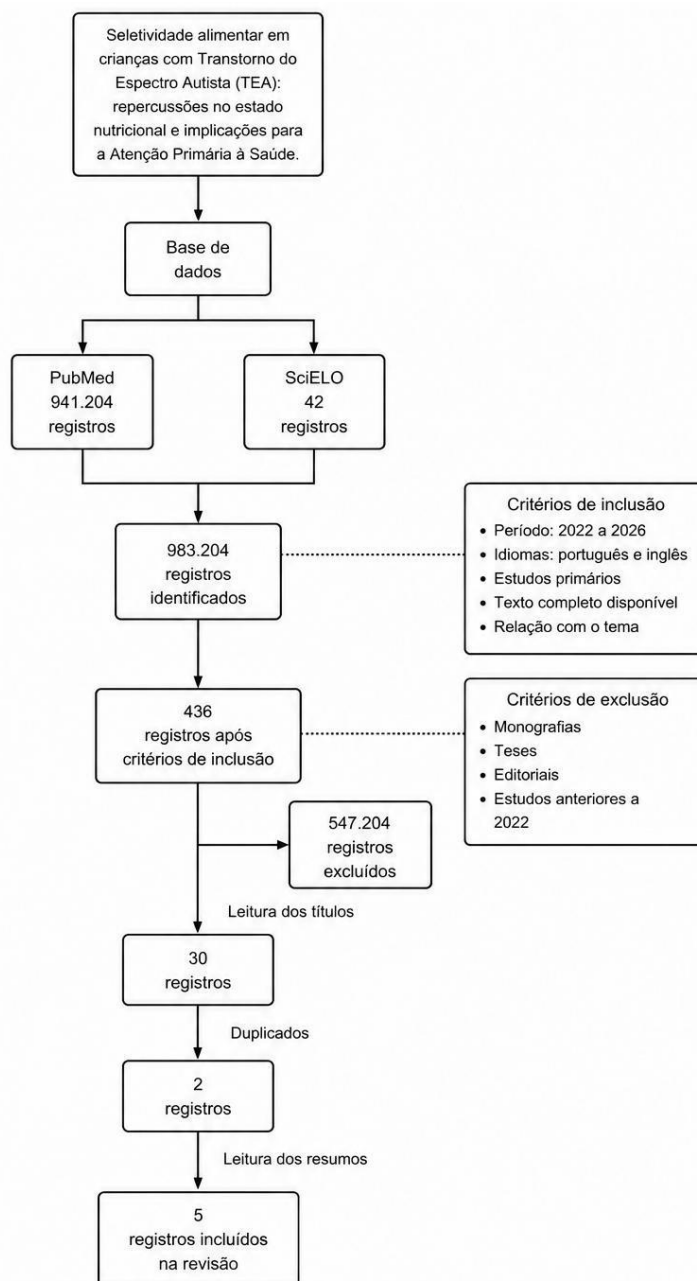 Seletividade alimentar em
crianças com Transtorno do
Espectro Autista (TEA):
repercussões no estado
nutricional e implicações para
a Atenção Primária à Saúde.
Base de
dados
PubMed
941.204
registros
SciELO
42
registros
983.204
registros
identificados
Critérios de inclusão
• Período: 2022 a 2026
• Idiomas: português e inglês
• Estudos primários
• Texto completo disponível
• Relação com o tema
436
registros após
critérios de inclusão
Critérios de exclusão
• Monografias
• Teses
• Editoriais
• Estudos anteriores a
2022
547.204
registros
excluídos
Leitura dos títulos
30
registros
Duplicados
2
registros
Leitura dos resumos
5
registros incluídos
na revisão